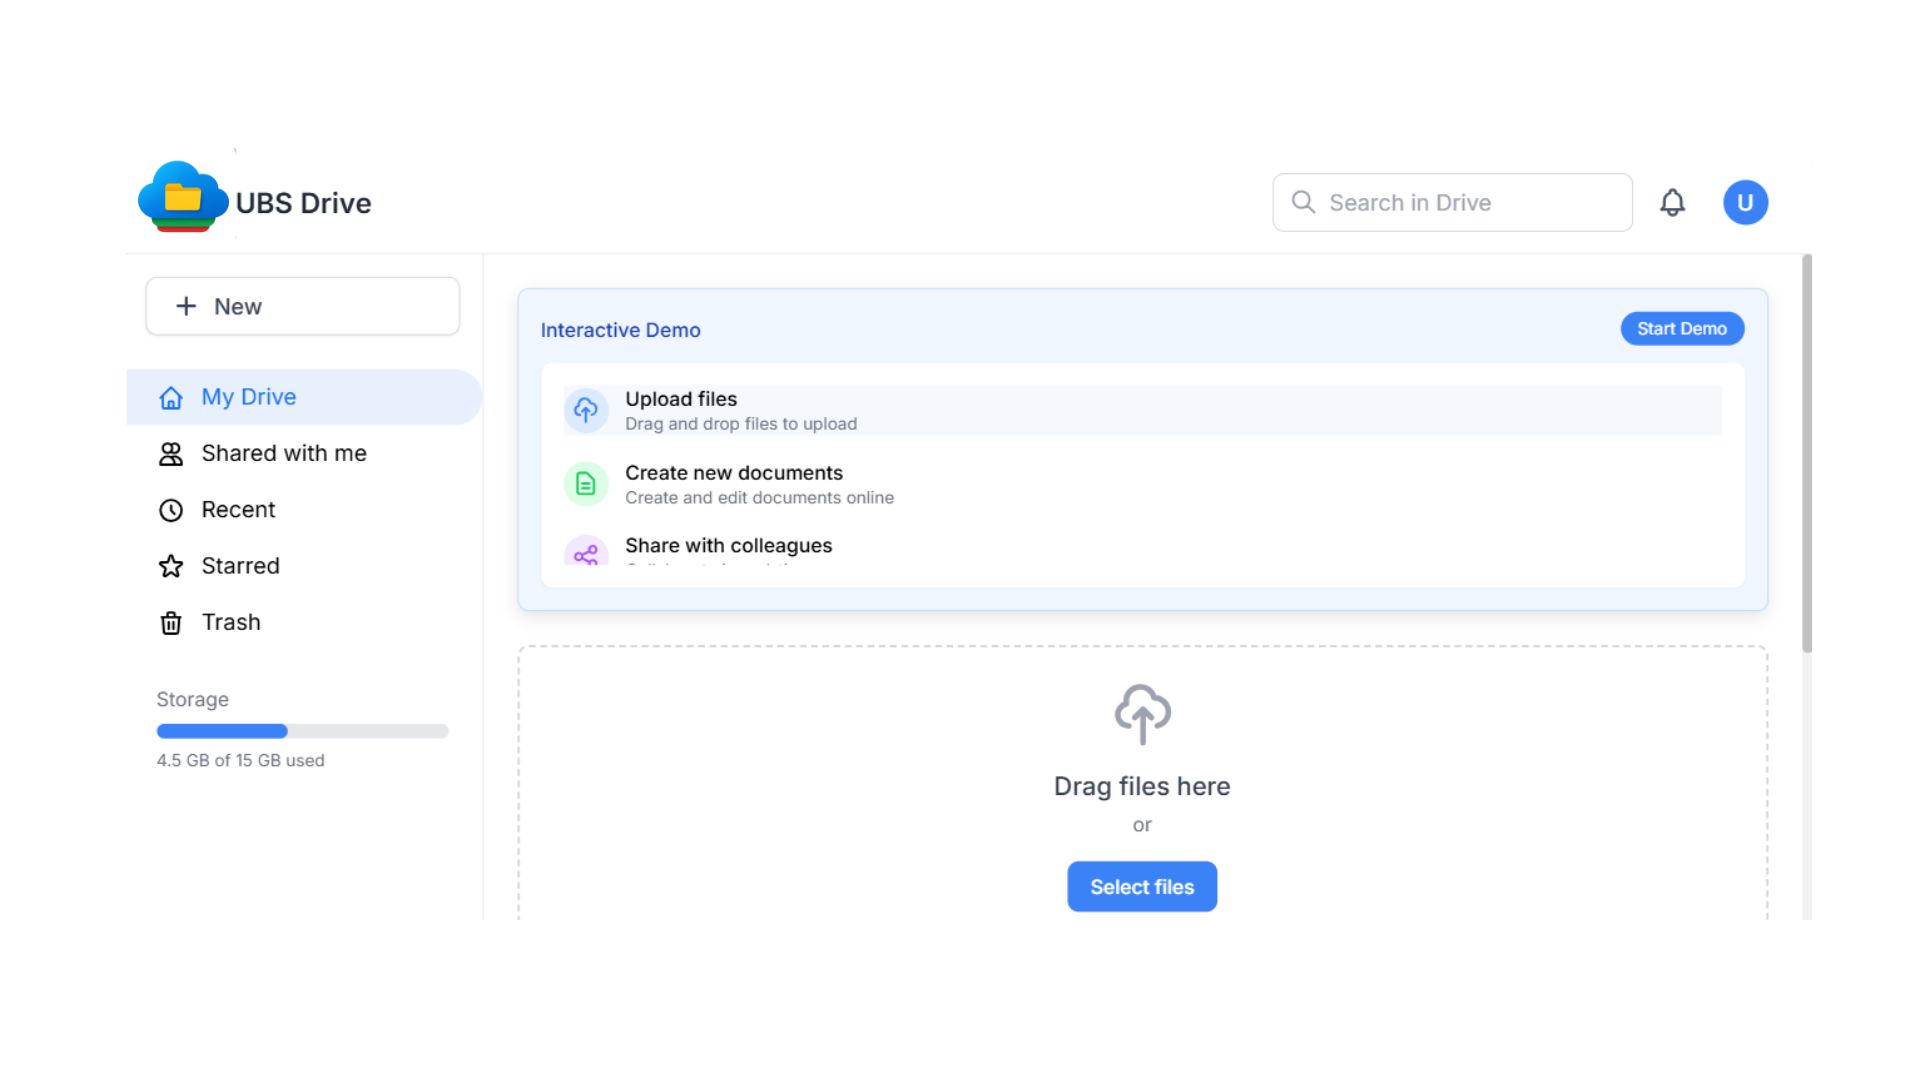 UBS Drive
Search in Drive
U
New
My Drive
Shared with me
Recent
Starred
Trash
Storage
4.5 GB of 15 GB used
Interactive Demo
Start Demo
Upload files
Drag and drop files to upload
Create new documents
Create and edit documents online
Share with colleagues
Drag files here
or
Select files